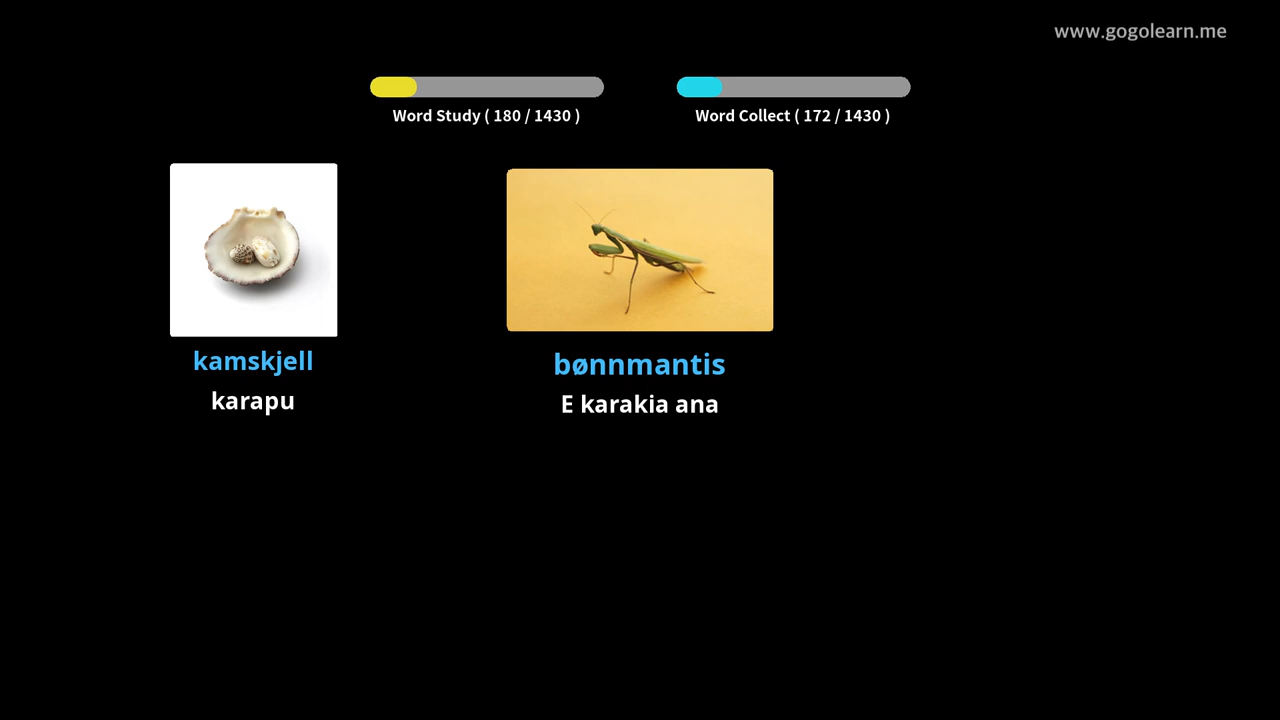 www.gogolearn.me
Word Study ( 180 / 1430 )
Word Collect ( 172 / 1430 )
kamskjell
karapu
bønnmantis
E karakia ana